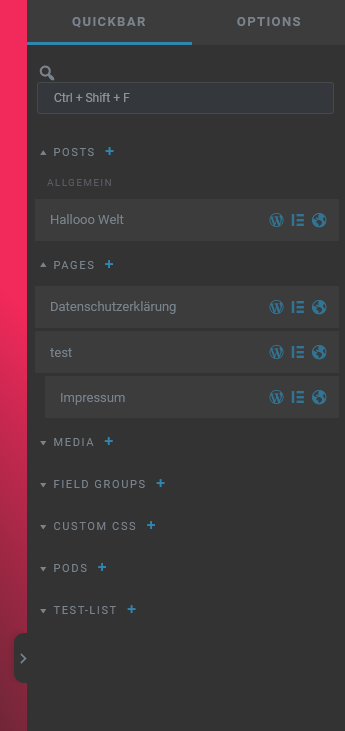 QUICKBAR
OPTIONS
Ctrl + Shift + F
POSTS +
ALLGEMEIN
Hallooo Welt
PAGES +
Datenschutzerklärung
test
Impressum
MEDIA +
FIELD GROUPS +
CUSTOM CSS +
PODS +
TEST-LIST +